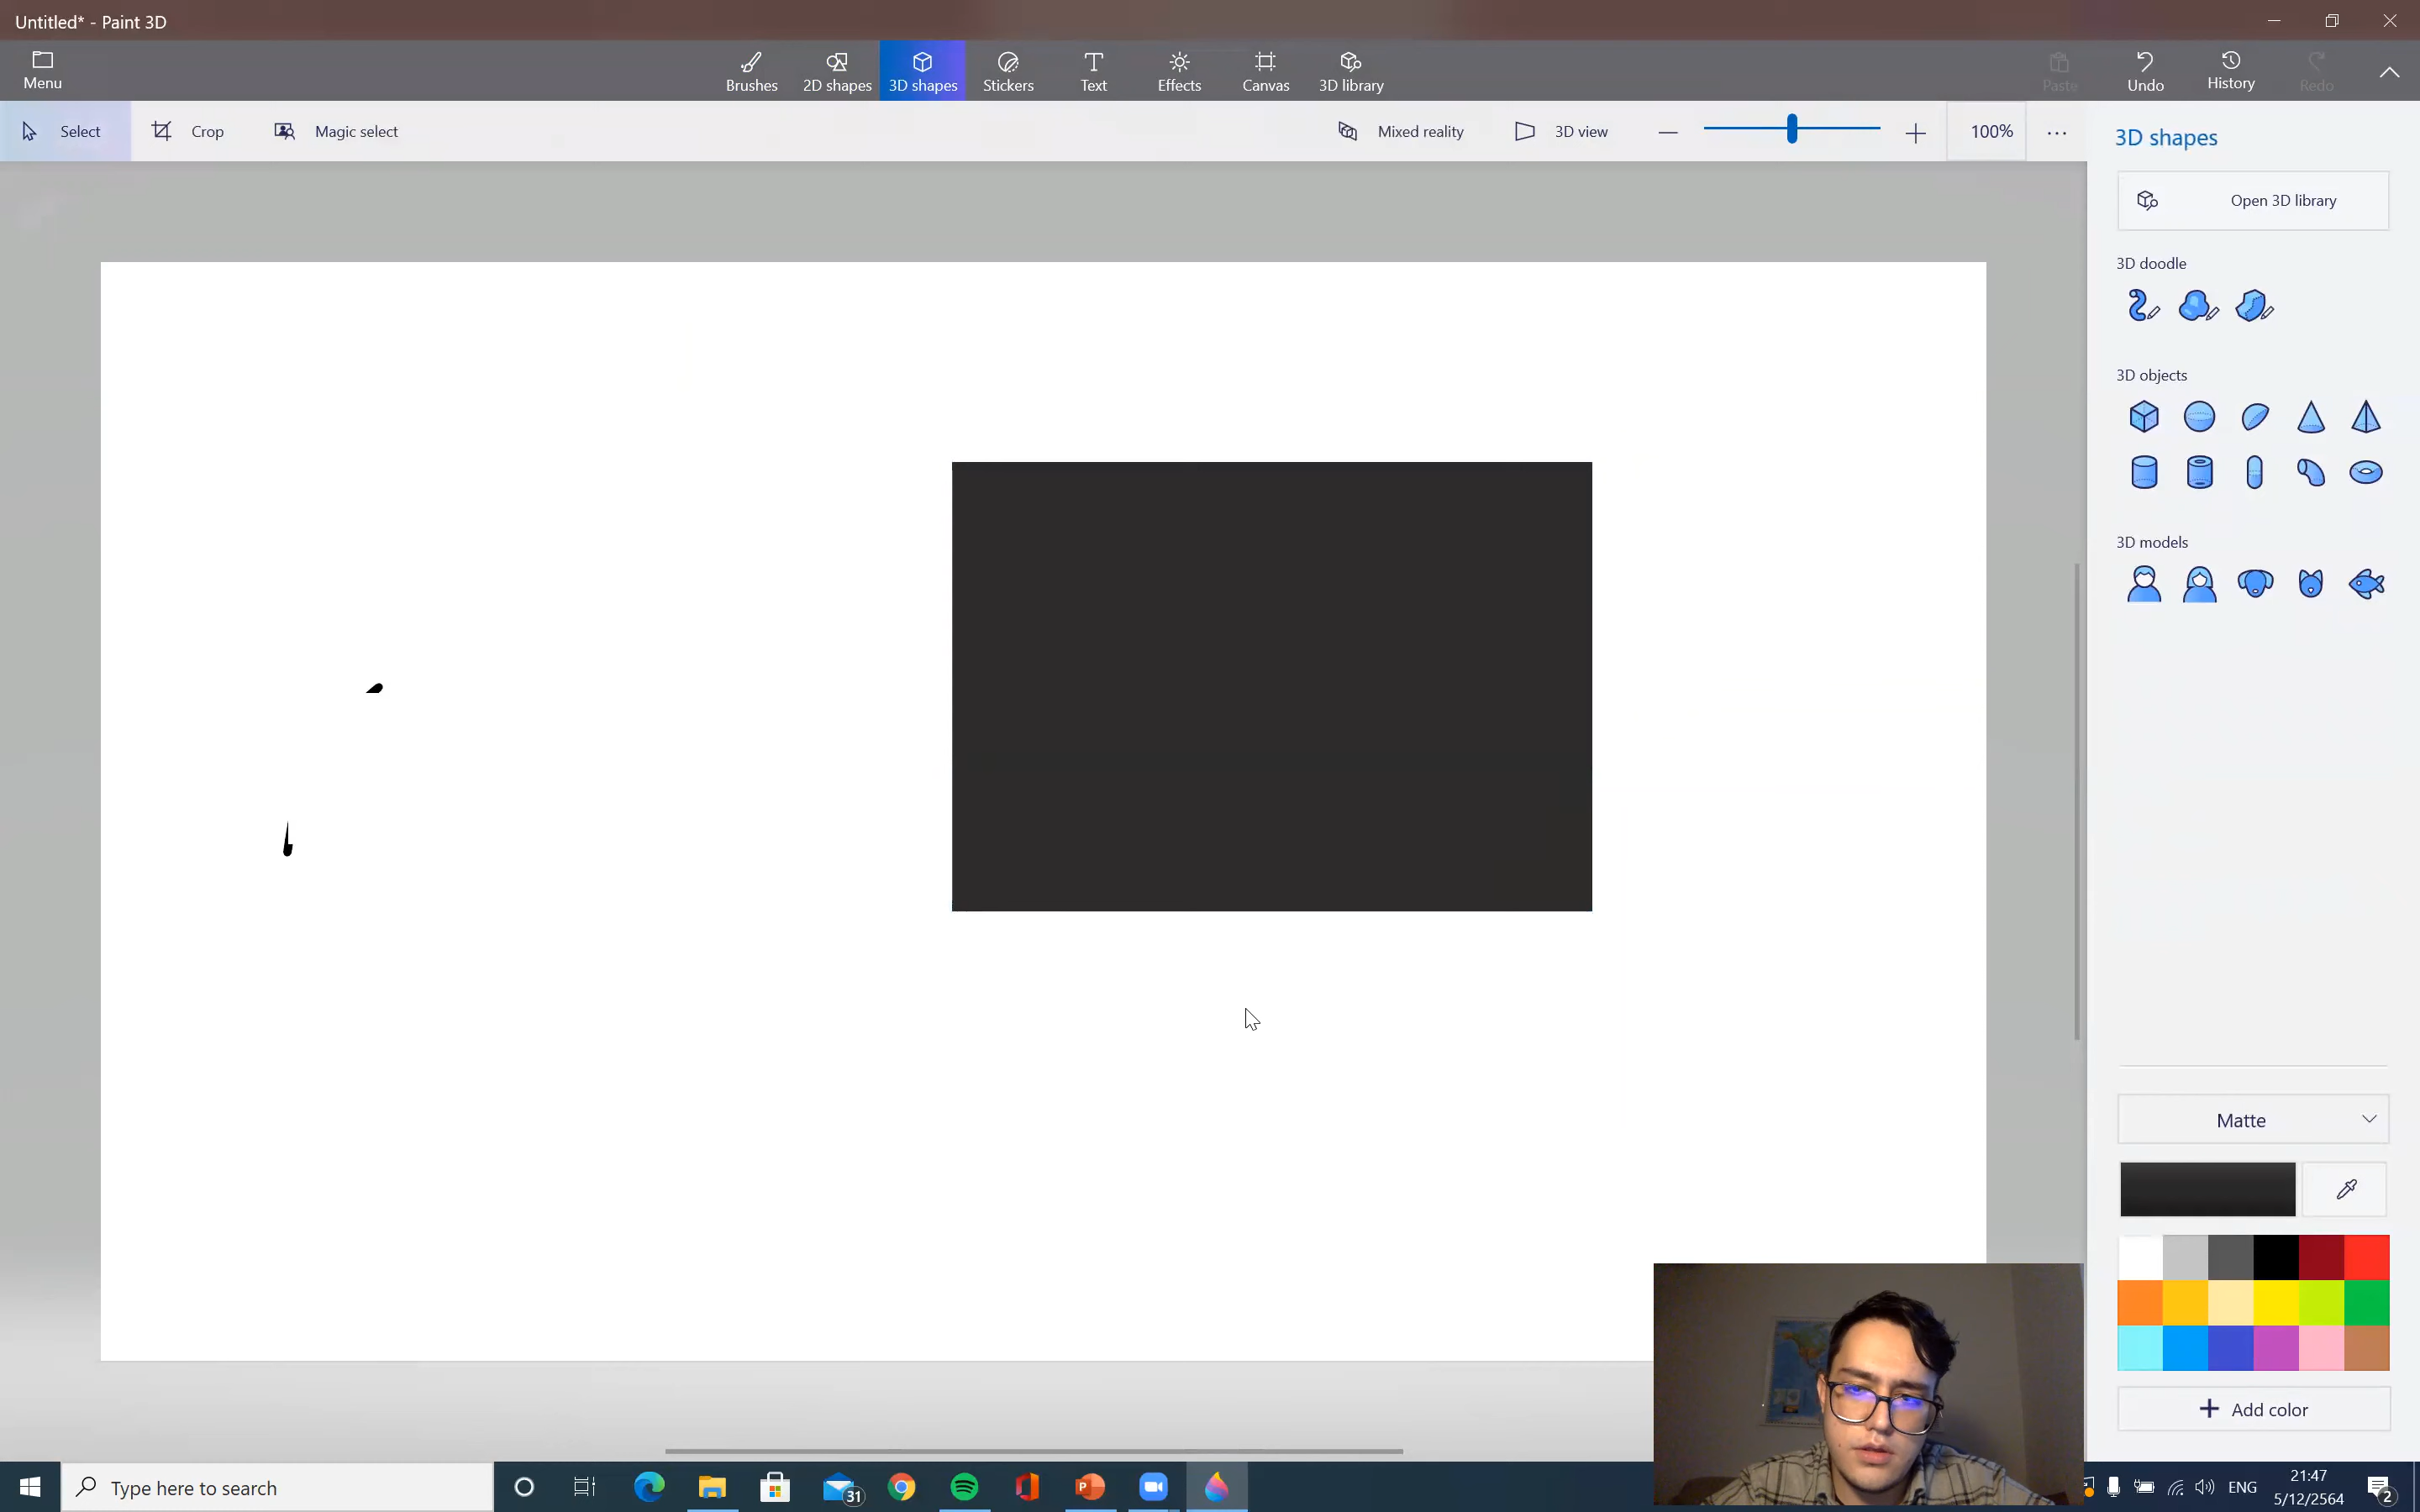 Untitled* - Paint 3D
Menu
Brushes
2D shapes
3D shapes
Stickers
Text
Effects
Canvas
3D library
Paste
Undo
History
Redo
Select
Crop
Magic select
Mixed reality
3D view
100%
3D shapes
Open 3D library
3D doodle
3D objects
3D models
Matte
Add color
Type here to search
31
P
ENG
21:47
5/12/2564
2